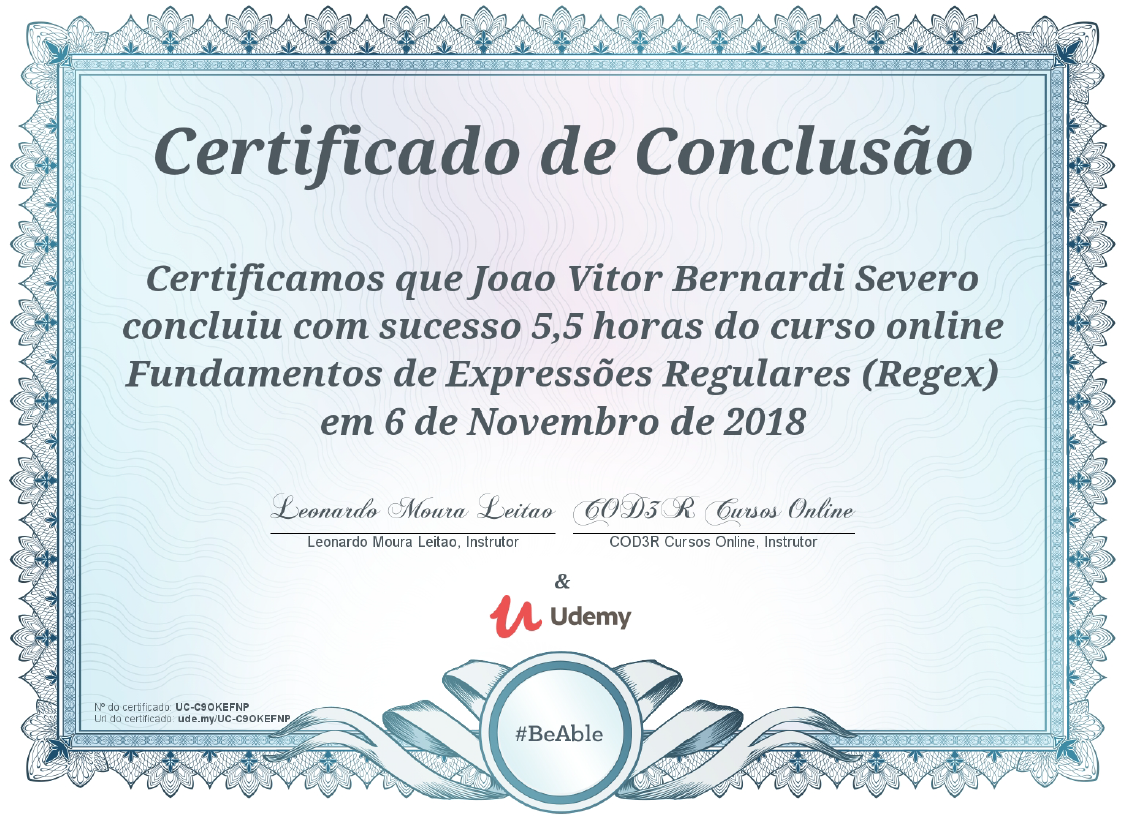 Certificado de Conclusão
Certificamos que Joao Vitor Bernardi Severo
concluiu com sucesso 5,5 horas do curso online
Fundamentos de Expressões Regulares (Regex)
em 6 de Novembro de 2018
Leonardo Moura Leitao COD3R Cursos Online
Leonardo Moura Leitao, Instrutor COD3R Cursos Online, Instrutor
&
Udemy
Nº do certificado: UC-C9OKEFNP
Url do certificado: ude.my/UC-C9OKEFNP
#BeAble